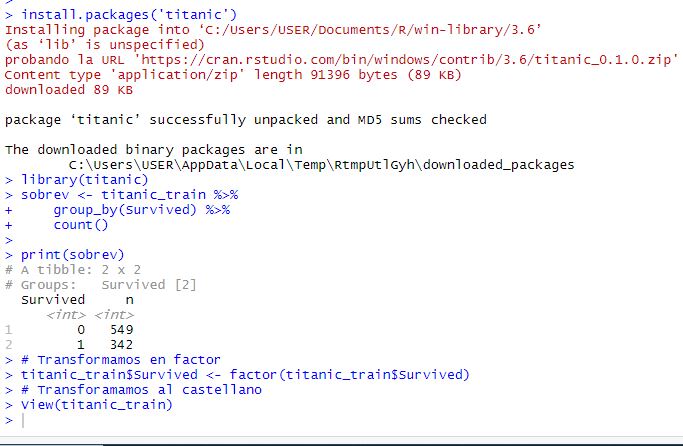 >
> install.packages('titanic')
Installing package into ‘C:/Users/USER/Documents/R/win-library/3.6’
(as ‘lib’ is unspecified)
probando la URL 'https://cran.rstudio.com/bin/windows/contrib/3.6/titanic_0.1.0.zip'
Content type 'application/zip' length 91396 bytes (89 KB)
downloaded 89 KB

package ‘titanic’ successfully unpacked and MD5 sums checked

The downloaded binary packages are in
        C:\Users\USER\AppData\Local\Temp\RtmpUtlGyh\downloaded_packages
> library(titanic)
> sobrev <- titanic_train %>%
+     group_by(Survived) %>%
+     count()
>
> print(sobrev)
# A tibble: 2 x 2
# Groups:   Survived [2]
  Survived     n
     <int> <int>
1        0   549
2        1   342
> # Transformamos en factor
> titanic_train$Survived <- factor(titanic_train$Survived)
> # Transforamamos al castellano
> View(titanic_train)
>